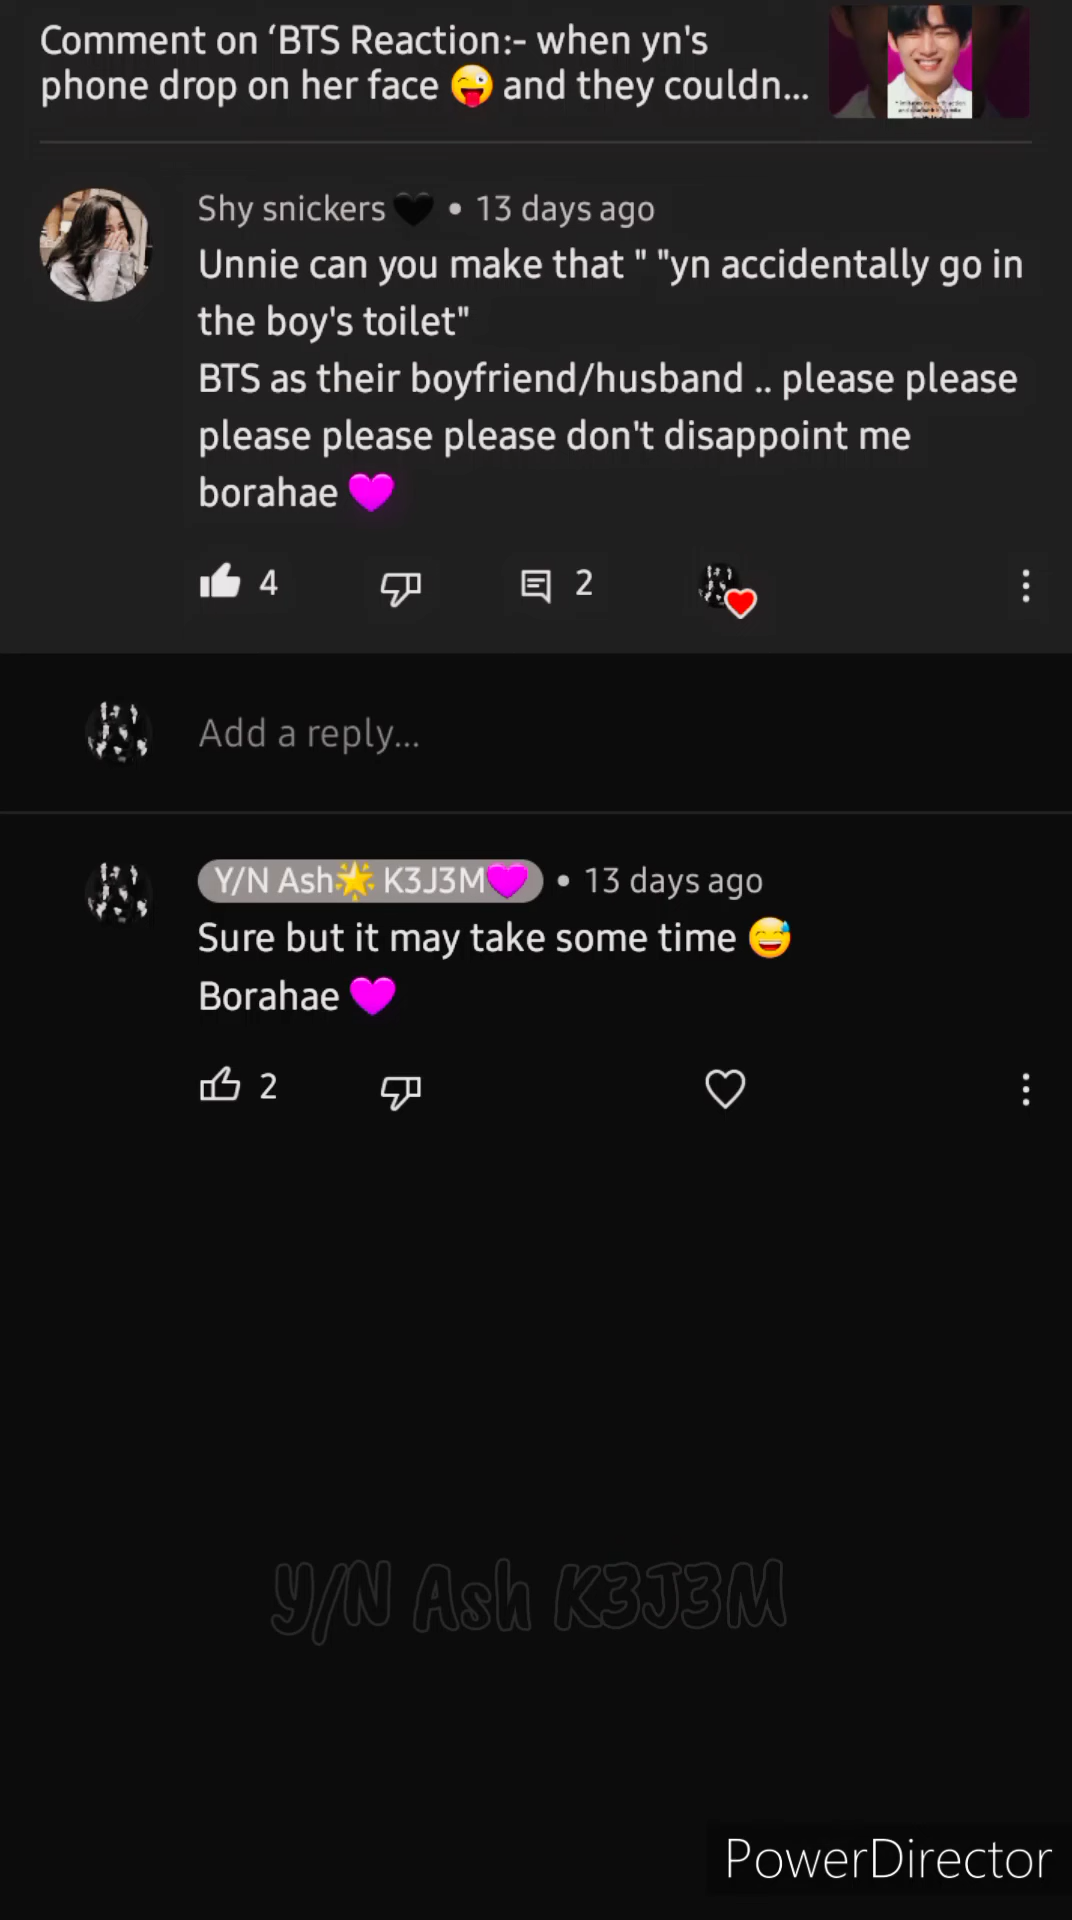 Comment on ‘BTS Reaction:- when yn's
phone drop on her face 😜 and they couldn...
Shy snickers 🖤 • 13 days ago
Unnie can you make that " "yn accidentally go in
the boy's toilet"
BTS as their boyfriend/husband .. please please
please please please don't disappoint me
borahae 💜
4 2
Add a reply...
Y/N Ash🌟 K3J3M💜 • 13 days ago
Sure but it may take some time 😅
Borahae 💜
2
Y/N Ash K3J3M
PowerDirector